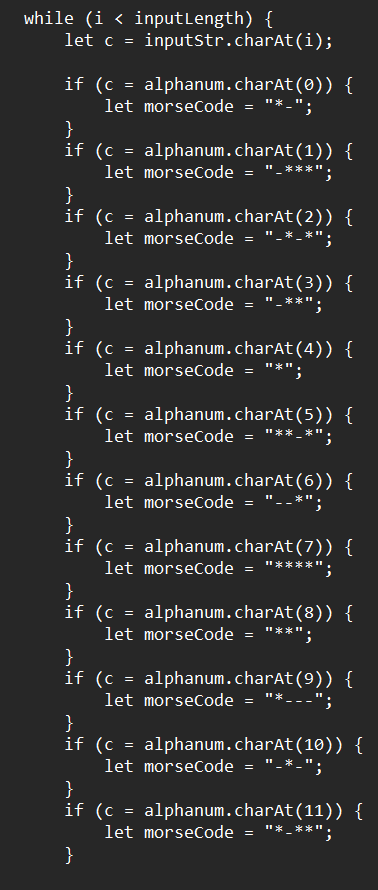 while (i < inputLength) {
let c = inputStr.charAt(i);
if (c = alphanum.charAt(0)) {
let morseCode = "*-";
}
if (c = alphanum.charAt(1)) {
let morseCode = "-***";
}
if (c = alphanum.charAt(2)) {
let morseCode = "-*-*";
}
if (c = alphanum.charAt(3)) {
let morseCode = "-**";
}
if (c = alphanum.charAt(4)) {
let morseCode = "*";
}
if (c = alphanum.charAt(5)) {
let morseCode = "**-*";
}
if (c = alphanum.charAt(6)) {
let morseCode = "--*";
}
if (c = alphanum.charAt(7)) {
let morseCode = "****";
}
if (c = alphanum.charAt(8)) {
let morseCode = "**";
}
if (c = alphanum.charAt(9)) {
let morseCode = "*---";
}
if (c = alphanum.charAt(10)) {
let morseCode = "-*-";
}
if (c = alphanum.charAt(11)) {
let morseCode = "*-**";
}